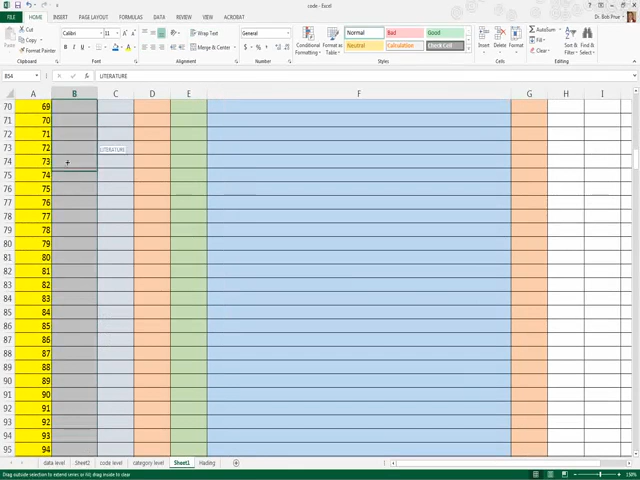 code - Excel
FILE HOME INSERT PAGE LAYOUT FORMULAS DATA REVIEW VIEW ACROBAT
Dr. Bob Pruz
Cut
Copy
Format Painter
Paste
Clipboard
Calibri 11
B I U
Font
Wrap Text
Merge & Center
Alignment
General
$ % ,
Number
Conditional Formatting
Format as Table
Normal Bad Good
Neutral Calculation Check Cell
Styles
Insert Delete Format
Cells
AutoSum
Fill
Clear
Sort & Filter
Find & Select
Editing
B54 LITERATURE
A B C D E F G H I
70 69
71 70
72 71
73 72 LITERATURE
74 73
75 74
76 75
77 76
78 77
79 78
80 79
81 80
82 81
83 82
84 83
85 84
86 85
87 86
88 87
89 88
90 89
91 90
92 91
93 92
94 93
95 94
data level Sheet2 code level category level Sheet1 Hading
Drag outside selection to extend series or fill; drag inside to clear
150%